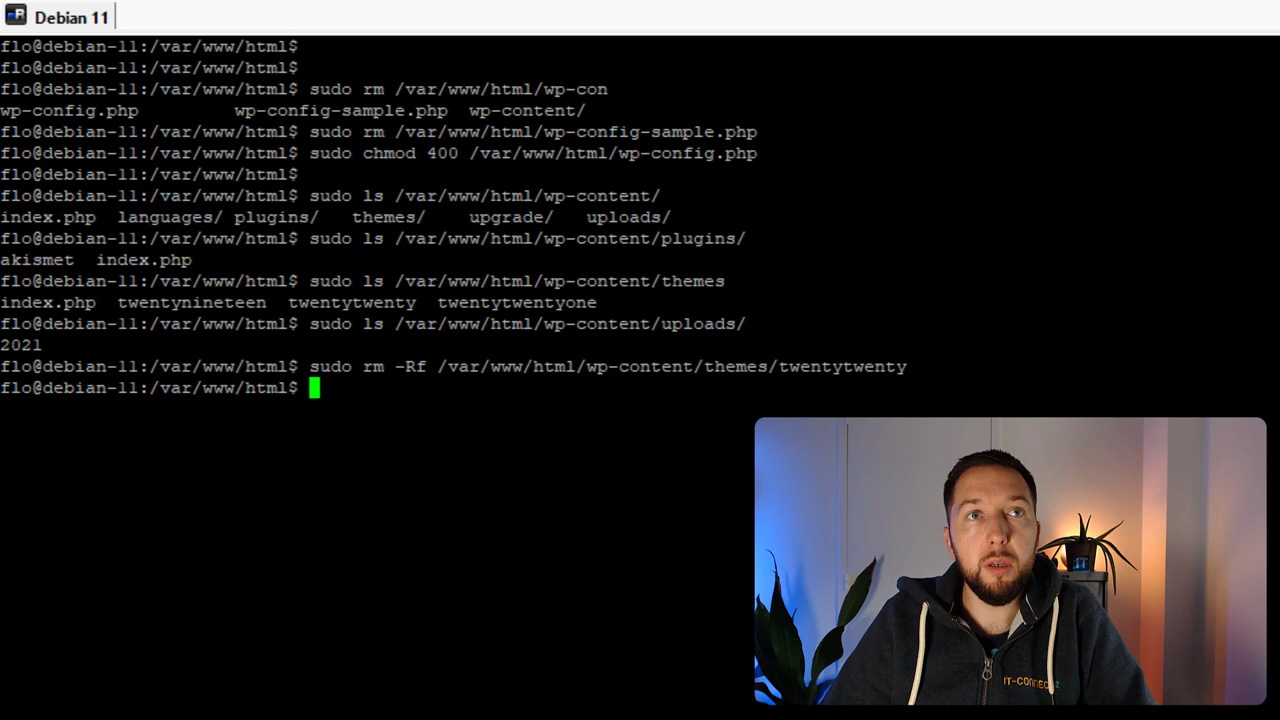 Debian 11
flo@debian-11:/var/www/html$
flo@debian-11:/var/www/html$
flo@debian-11:/var/www/html$ sudo rm /var/www/html/wp-con
wp-config.php wp-config-sample.php wp-content/
flo@debian-11:/var/www/html$ sudo rm /var/www/html/wp-config-sample.php
flo@debian-11:/var/www/html$ sudo chmod 400 /var/www/html/wp-config.php
flo@debian-11:/var/www/html$
flo@debian-11:/var/www/html$ sudo ls /var/www/html/wp-content/
index.php languages/ plugins/ themes/ upgrade/ uploads/
flo@debian-11:/var/www/html$ sudo ls /var/www/html/wp-content/plugins/
akismet index.php
flo@debian-11:/var/www/html$ sudo ls /var/www/html/wp-content/themes
index.php twentynineteen twentytwenty twentytwentyone
flo@debian-11:/var/www/html$ sudo ls /var/www/html/wp-content/uploads/
2021
flo@debian-11:/var/www/html$ sudo rm -Rf /var/www/html/wp-content/themes/twentytwenty
flo@debian-11:/var/www/html$